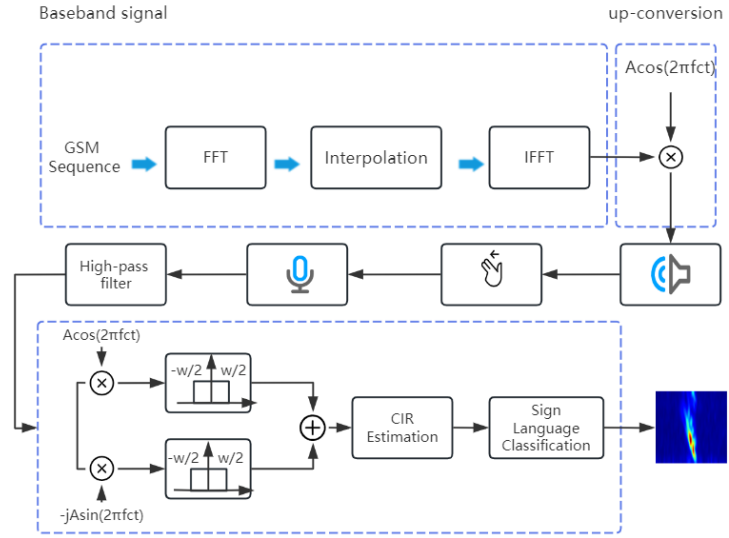 Baseband signal
up-conversion
Acos(2πfct)
GSM
Sequence
FFT
Interpolation
IFFT
High-pass
filter
Acos(2πfct)
-w/2
w/2
-w/2
w/2
-jAsin(2πfct)
CIR
Estimation
Sign
Language
Classification